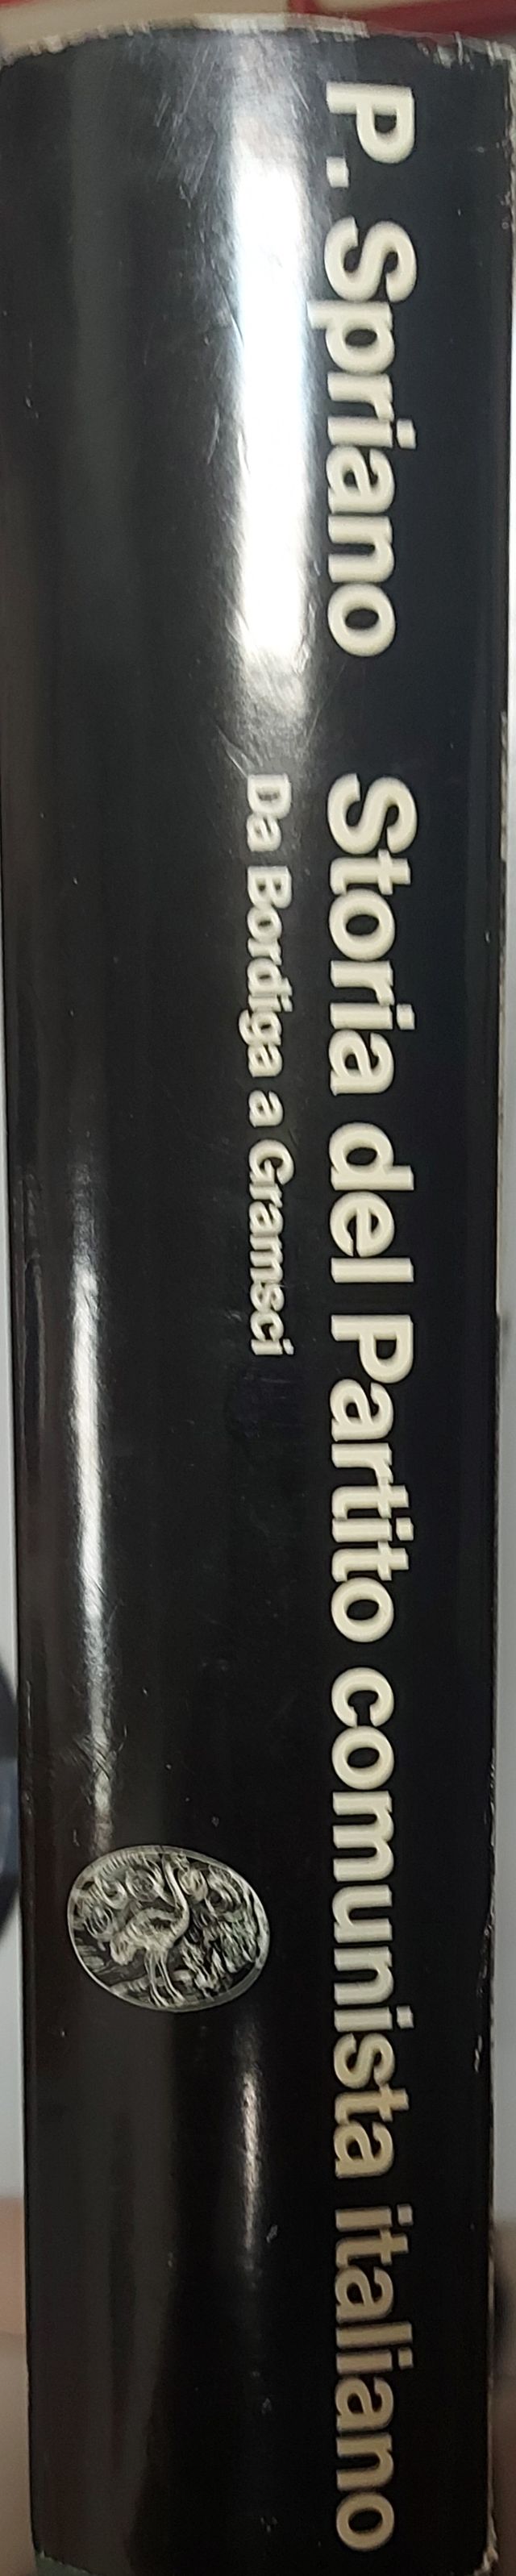 P. Spriano Storia del Partito comunista italiano
Da Bordiga a Gramsci